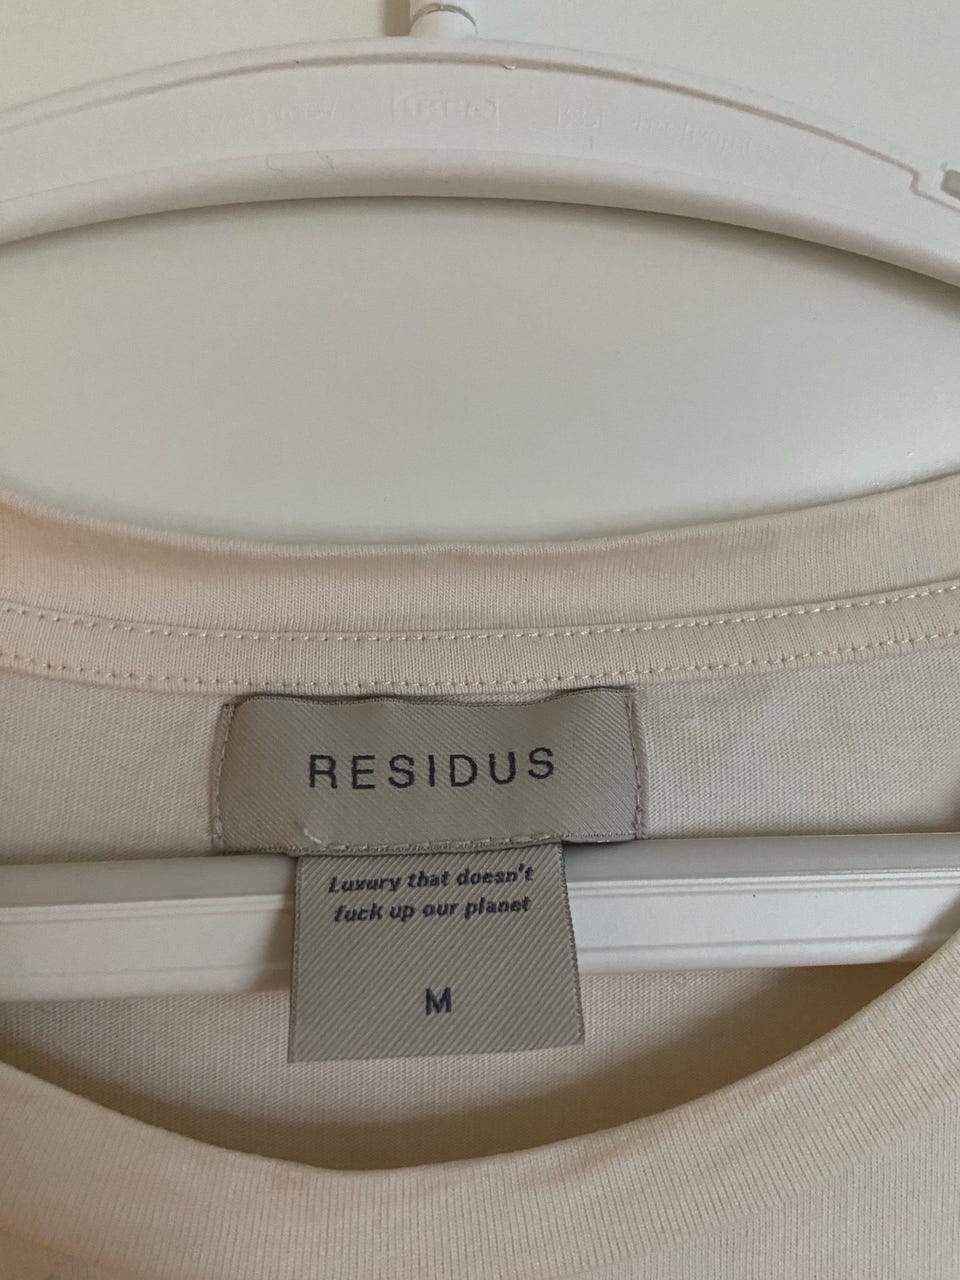 RESIDUS
Luxury that doesn't
fuck up our planet
M